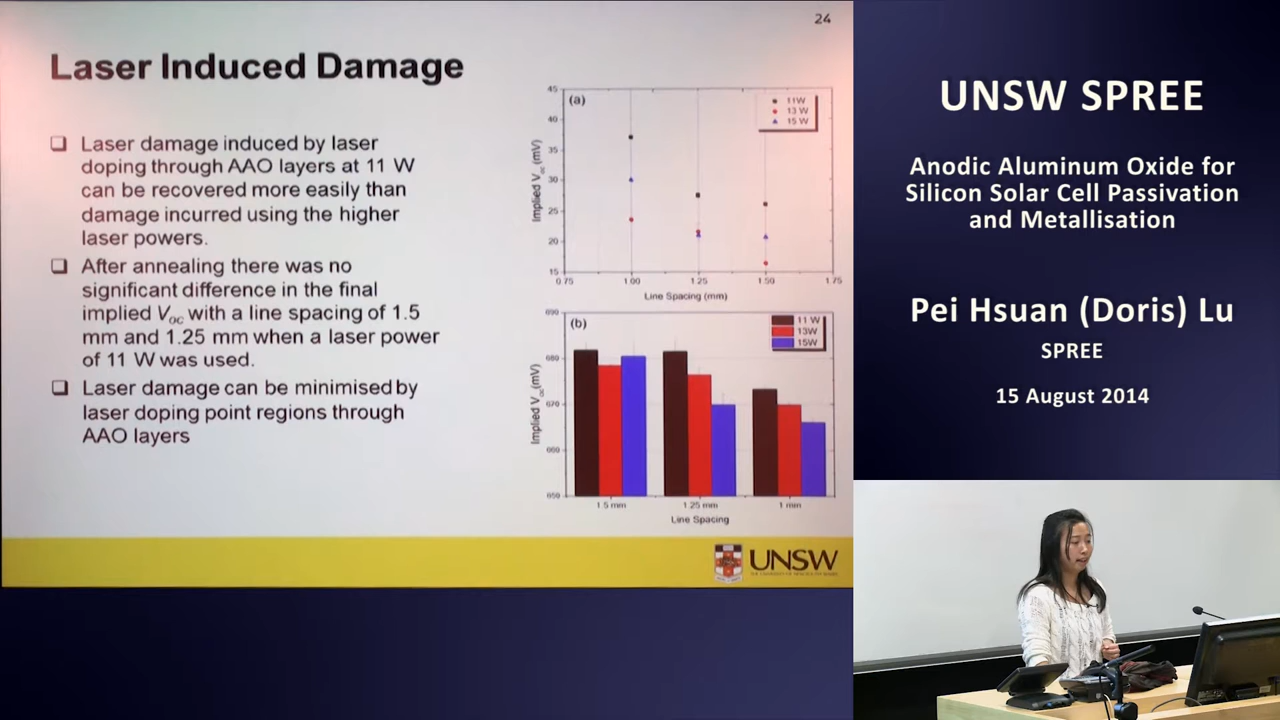 24
Laser Induced Damage
❑ Laser damage induced by laser
doping through AAO layers at 11 W
can be recovered more easily than
damage incurred using the higher
laser powers.
❑ After annealing there was no
significant difference in the final
implied Voc with a line spacing of 1.5
mm and 1.25 mm when a laser power
of 11 W was used.
❑ Laser damage can be minimised by
laser doping point regions through
AAO layers
(a)
11W
13 W
15 W
Implied Voc (mV)
45
40
35
30
25
20
15
0.75 1.00 1.25 1.50 1.75
Line Spacing (mm)
(b)
11 W
13W
15W
Implied Voc(mV)
690
680
670
660
650
1.5 mm 1.25 mm 1 mm
Line Spacing
UNSW
UNSW SPREE
Anodic Aluminum Oxide for
Silicon Solar Cell Passivation
and Metallisation
Pei Hsuan (Doris) Lu
SPREE
15 August 2014